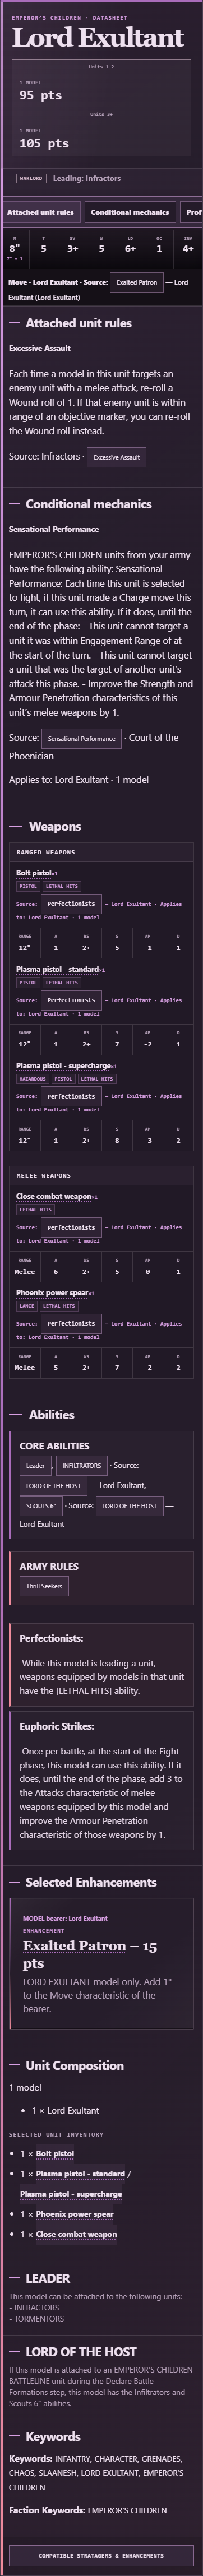 EMPEROR'S CHILDREN · DATASHEET
Lord Exultant
Units 1-2
1 MODEL
95 pts
Units 3+
1 MODEL
105 pts
WARLORD Leading: Infractors
Attached unit rules Conditional mechanics Prof
M T SV W LD OC INV
8" 5 3+ 5 6+ 1 4+
7" + 1
Move · Lord Exultant · Source: Exalted Patron — Lord
Exultant (Lord Exultant)
— Attached unit rules
Excessive Assault
Each time a model in this unit targets an
enemy unit with a melee attack, re-roll a
Wound roll of 1. If that enemy unit is within
range of an objective marker, you can re-roll
the Wound roll instead.
Source: Infractors · Excessive Assault
— Conditional mechanics
Sensational Performance
EMPEROR'S CHILDREN units from your army
have the following ability: Sensational
Performance: Each time this unit is selected
to fight, if this unit made a Charge move this
turn, it can use this ability. If it does, until the
end of the phase: - This unit cannot target a
unit it was within Engagement Range of at
the start of the turn. - This unit cannot target
a unit that was the target of another unit's
attack this phase. - Improve the Strength and
Armour Penetration characteristics of this
unit's melee weapons by 1.
Source: Sensational Performance · Court of the
Phoenician
Applies to: Lord Exultant · 1 model
— Weapons
RANGED WEAPONS
Bolt pistol×1
PISTOL LETHAL HITS
Source: Perfectionists — Lord Exultant · Applies
to: Lord Exultant · 1 model
RANGE A BS S AP D
12" 1 2+ 5 -1 1
Plasma pistol - standard×1
PISTOL LETHAL HITS
Source: Perfectionists — Lord Exultant · Applies
to: Lord Exultant · 1 model
RANGE A BS S AP D
12" 1 2+ 7 -2 1
Plasma pistol - supercharge×1
HAZARDOUS PISTOL LETHAL HITS
Source: Perfectionists — Lord Exultant · Applies
to: Lord Exultant · 1 model
RANGE A BS S AP D
12" 1 2+ 8 -3 2
MELEE WEAPONS
Close combat weapon×1
LETHAL HITS
Source: Perfectionists — Lord Exultant · Applies
to: Lord Exultant · 1 model
RANGE A WS S AP D
Melee 6 2+ 5 0 1
Phoenix power spear×1
LANCE LETHAL HITS
Source: Perfectionists — Lord Exultant · Applies
to: Lord Exultant · 1 model
RANGE A WS S AP D
Melee 5 2+ 7 -2 2
— Abilities
CORE ABILITIES
Leader, INFILTRATORS · Source:
LORD OF THE HOST — Lord Exultant,
SCOUTS 6" · Source: LORD OF THE HOST —
Lord Exultant
ARMY RULES
Thrill Seekers
Perfectionists:
While this model is leading a unit,
weapons equipped by models in that unit
have the [LETHAL HITS] ability.
Euphoric Strikes:
Once per battle, at the start of the Fight
phase, this model can use this ability. If it
does, until the end of the phase, add 3 to
the Attacks characteristic of melee
weapons equipped by this model and
improve the Armour Penetration
characteristic of those weapons by 1.
— Selected Enhancements
MODEL bearer: Lord Exultant
ENHANCEMENT
Exalted Patron — 15
pts
LORD EXULTANT model only. Add 1"
to the Move characteristic of the
bearer.
— Unit Composition
1 model
• 1 × Lord Exultant
SELECTED UNIT INVENTORY
• 1 × Bolt pistol
• 1 × Plasma pistol - standard /
Plasma pistol - supercharge
• 1 × Phoenix power spear
• 1 × Close combat weapon
— LEADER
This model can be attached to the following units:
- INFRACTORS
- TORMENTORS
— LORD OF THE HOST
If this model is attached to an EMPEROR'S CHILDREN
BATTLELINE unit during the Declare Battle
Formations step, this model has the Infiltrators and
Scouts 6" abilities.
— Keywords
Keywords: INFANTRY, CHARACTER, GRENADES,
CHAOS, SLAANESH, LORD EXULTANT, EMPEROR'S
CHILDREN
Faction Keywords: EMPEROR'S CHILDREN
COMPATIBLE STRATAGEMS & ENHANCEMENTS